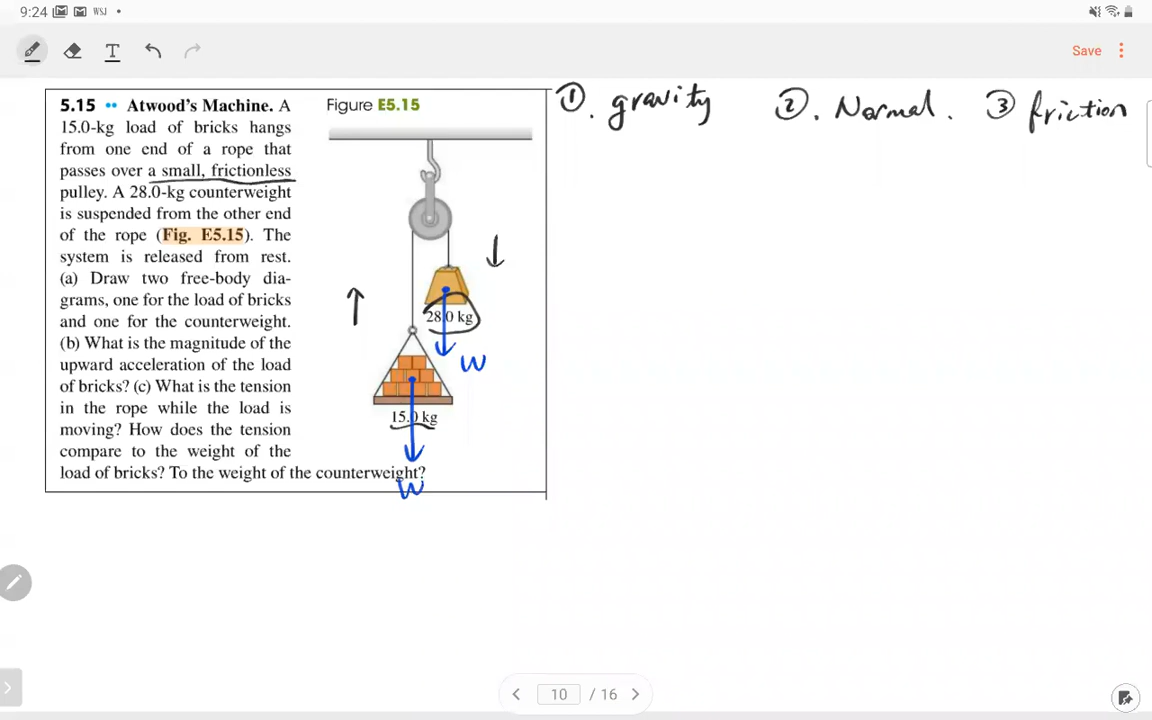 9:24 WSJ
Save
5.15 •• Atwood's Machine. A
15.0-kg load of bricks hangs
from one end of a rope that
passes over a small, frictionless
pulley. A 28.0-kg counterweight
is suspended from the other end
of the rope (Fig. E5.15). The
system is released from rest.
(a) Draw two free-body dia-
grams, one for the load of bricks
and one for the counterweight.
(b) What is the magnitude of the
upward acceleration of the load
of bricks? (c) What is the tension
in the rope while the load is
moving? How does the tension
compare to the weight of the
load of bricks? To the weight of the counterweight?
Figure E5.15
28.0 kg
W
15.0 kg
W
①. gravity ②. Normal. ③ friction
10 / 16